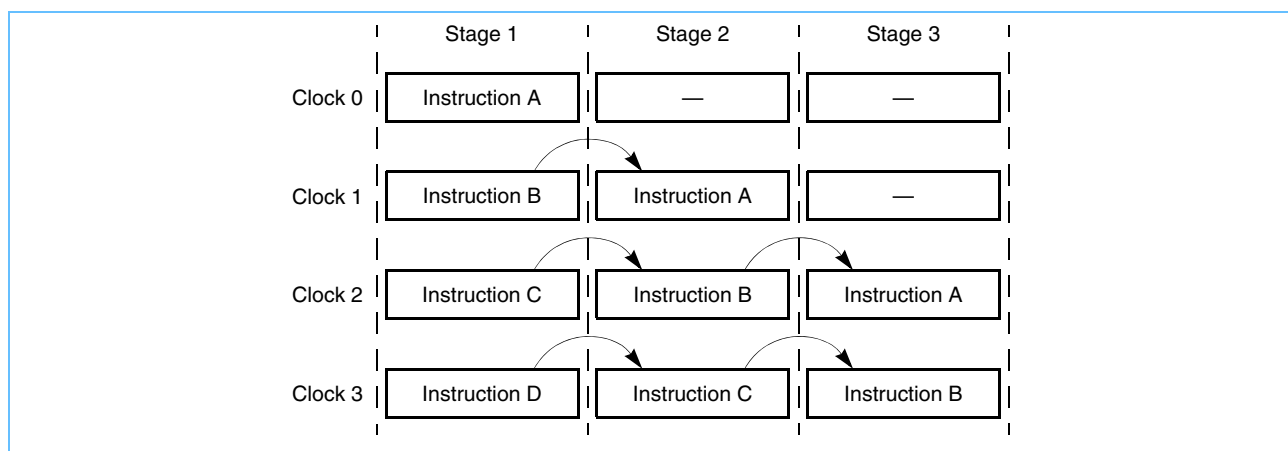 Stage 1 Stage 2 Stage 3
Clock 0 Instruction A — —
Clock 1 Instruction B Instruction A —
Clock 2 Instruction C Instruction B Instruction A
Clock 3 Instruction D Instruction C Instruction B